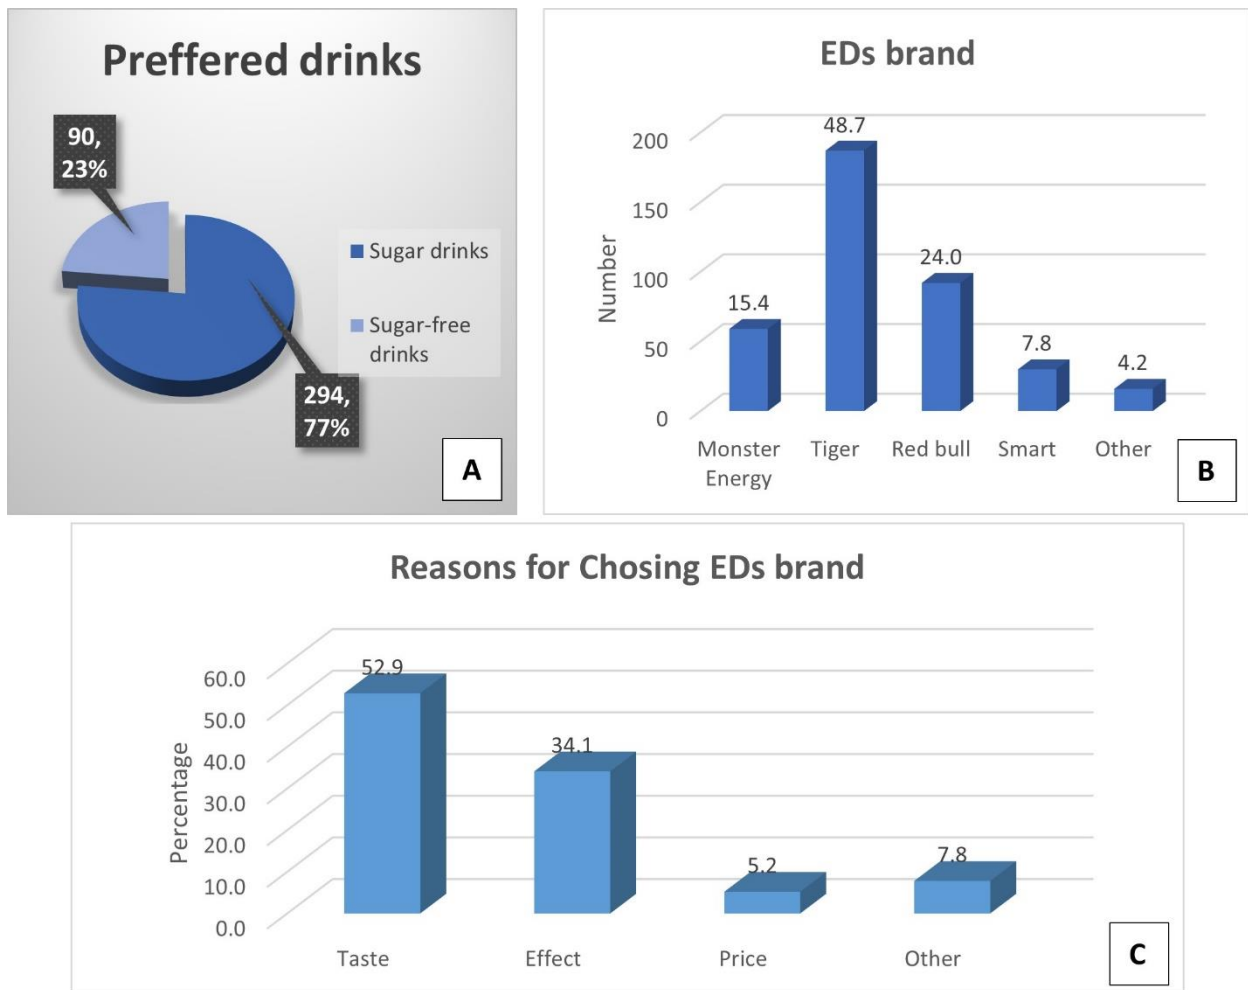 Preffered drinks
90,
23%
Sugar drinks
Sugar-free
drinks
294,
77%
A
EDs brand
Number
200
150
100
50
0
15.4
48.7
24.0
7.8
4.2
Monster
Energy
Tiger
Red bull
Smart
Other
B
Reasons for Chosing EDs brand
Percentage
60.0
50.0
40.0
30.0
20.0
10.0
0.0
52.9
34.1
5.2
7.8
Taste
Effect
Price
Other
C